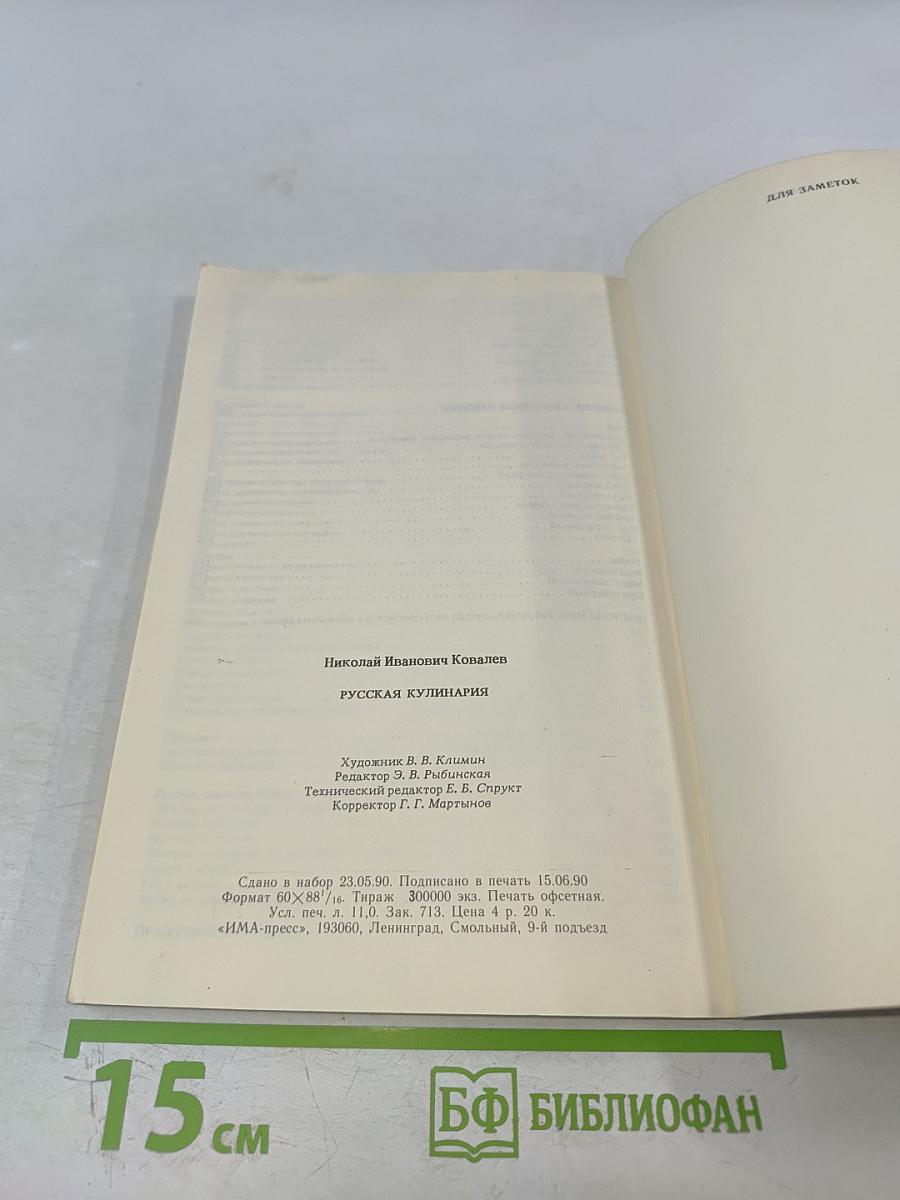 ДЛЯ ЗАМЕТОК
Николай Иванович Ковалев
РУССКАЯ КУЛИНАРИЯ
Художник В. В. Климин
Редактор Э. В. Рыбинская
Технический редактор Е. Б. Спрукт
Корректор Г. Г. Мартынов
Сдано в набор 23.05.90. Подписано в печать 15.06.90
Формат 60×88¹/₁₆. Тираж 300000 экз. Печать офсетная.
Усл. печ. л. 11,0. Зак. 713. Цена 4 р. 20 к.
«ИМА-пресс», 193060, Ленинград, Смольный, 9-й подъезд
15 см
БФ БИБЛИОФАН